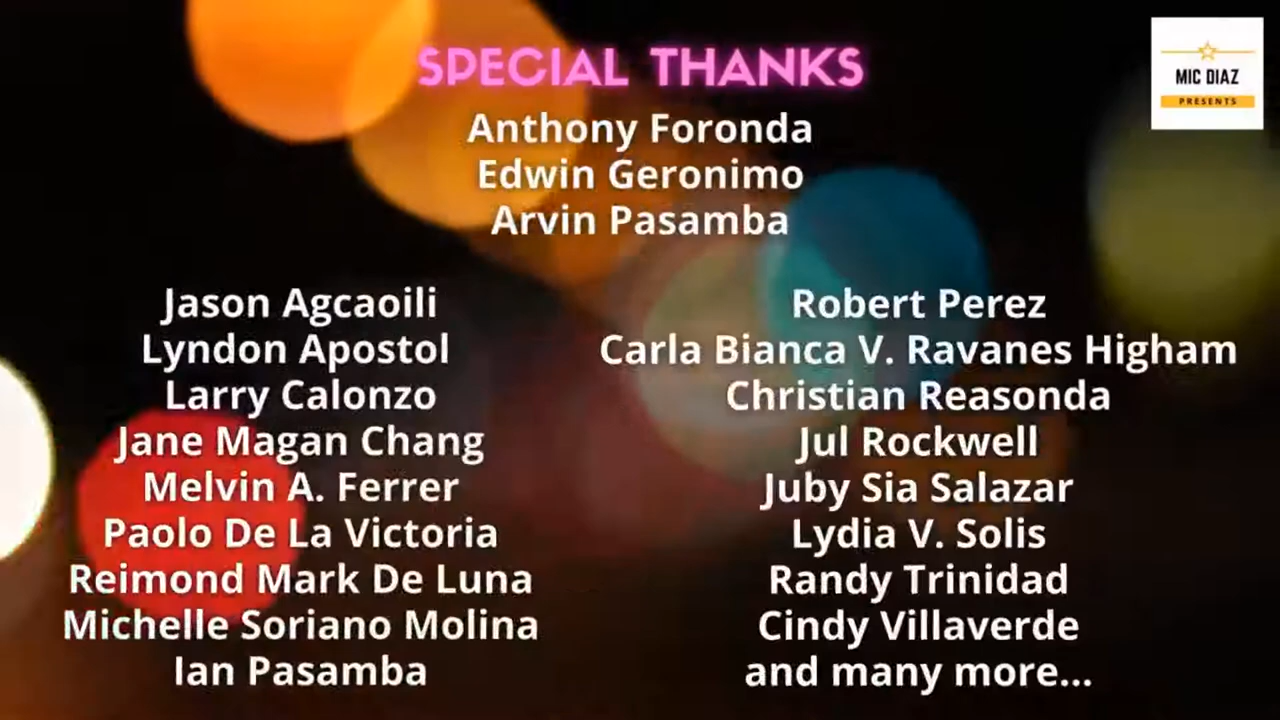 SPECIAL THANKS
MIC DIAZ
PRESENTS
Anthony Foronda
Edwin Geronimo
Arvin Pasamba
Jason Agcaoili
Lyndon Apostol
Larry Calonzo
Jane Magan Chang
Melvin A. Ferrer
Paolo De La Victoria
Reimond Mark De Luna
Michelle Soriano Molina
Ian Pasamba
Robert Perez
Carla Bianca V. Ravanes Higham
Christian Reasonda
Jul Rockwell
Juby Sia Salazar
Lydia V. Solis
Randy Trinidad
Cindy Villaverde
and many more...